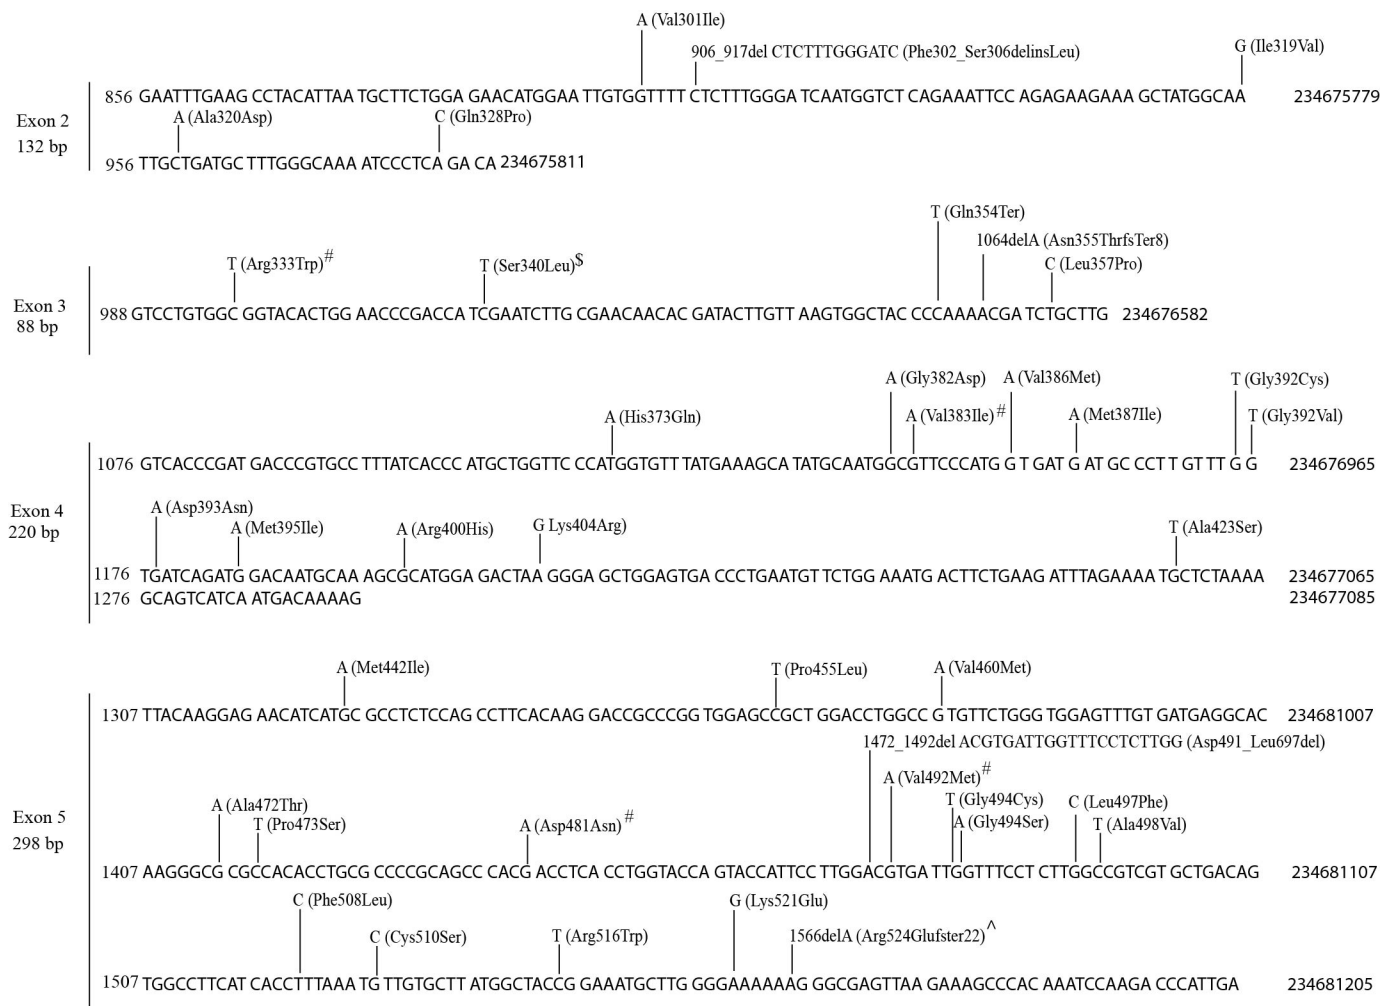 A (Val301Ile)
906_917del CTCTTTGGGATC (Phe302_Ser306delinsLeu)
G (Ile319Val)
Exon 2
132 bp
856 GAATTTGAAG CCTACATTAA TGCTTCTGGA GAACATGGAA TTGTGGTTTT CTCTTTGGGA TCAATGGTCT CAGAAATTCC AGAGAAGAAA GCTATGGCAA 234675779
A (Ala320Asp)
C (Gln328Pro)
956 TTGCTGATGC TTTGGGCAAA ATCCCTCA GA CA 234675811
T (Gln354Ter)
1064delA (Asn355ThrfsTer8)
T (Arg333Trp)#
T (Ser340Leu)$
C (Leu357Pro)
Exon 3
88 bp
988 GTCCTGTGGC GGTACACTGG AACCCGACCA TCGAATCTTG CGAACAACAC GATACTTGTT AAGTGGCTAC CCCAAAACGA TCTGCTTG 234676582
A (Gly382Asp)
A (Val386Met)
T (Gly392Cys)
A (His373Gln)
A (Val383Ile)#
A (Met387Ile)
T (Gly392Val)
Exon 4
220 bp
1076 GTCACCCGAT GACCCGTGCC TTTATCACCC ATGCTGGTTC CCATGGTGTT TATGAAAGCA TATGCAATGGCGTTCCCATG G T GAT G AT GC C CT T G TT T G G 234676965
A (Asp393Asn)
A (Met395Ile)
A (Arg400His)
G Lys404Arg)
T (Ala423Ser)
1176 TGATCAGATG GACAATGCAA AGCGCATGGA GACTAA GGGA GCTGGAGTGA CCCTGAATGT TCTGG AAATG ACTTCTGAAG ATTTAGAAAA TGCTCTAAAA 234677065
1276 GCAGTCATCA ATGACAAAAG 234677085
A (Met442Ile)
T (Pro455Leu)
A (Val460Met)
Exon 5
298 bp
1307 TTACAAGGAG AACATCATGC GCCTCTCCAG CCTTCACAAG GACCGCCCGG TGGAGCCGCT GGACCTGGCC GTGTTCTGGG TGGAGTTTGT GATGAGGCAC 234681007
1472_1492del ACGTGATTGGTTTCCTCTTGG (Asp491_Leu697del)
A (Val492Met)#
A (Ala472Thr)
T (Pro473Ser)
A (Asp481Asn)#
T (Gly494Cys)
A (Gly494Ser)
C (Leu497Phe)
T (Ala498Val)
1407 AAGGGCG CGCCACACCTGCG CCCCGCAGCC CACG ACCTCA CCTGGTACCA GTACCATTCC TTGGACGTGA TTGGTTTCCT CTTGGCCGTCGT GCTGACAG 234681107
C (Phe508Leu)
C (Cys510Ser)
T (Arg516Trp)
G (Lys521Glu)
1566delA (Arg524Glufster22)^
1507 TGGCCTTCAT CACCTTTAAA TGTTGTGCTT ATGGCTACCG GAAATGCTTG GGGAAAAAAG GGCGAGTTAA GAAAGCCCAC AAATCCAAGA CCCATTGA 234681205